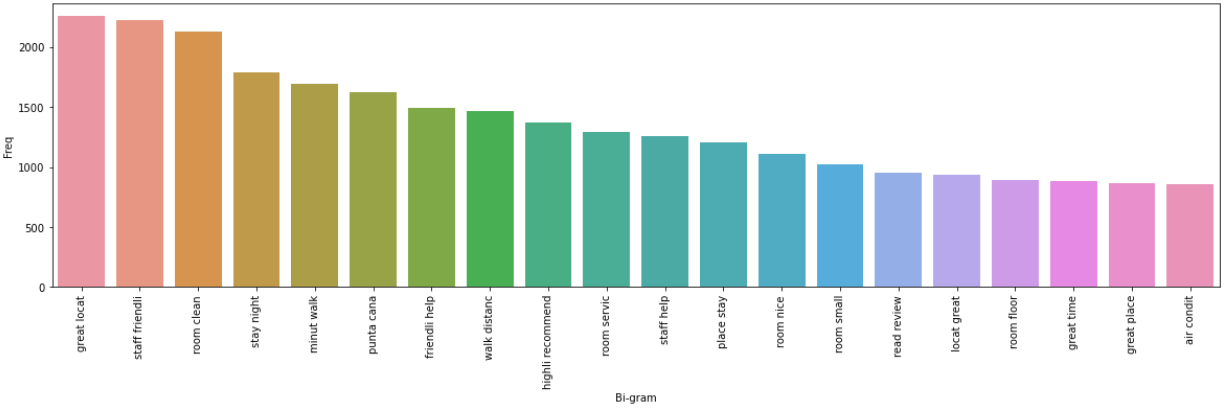 2000
1500
1000
500
0
Freq
great locat
staff friendli
room clean
stay night
minut walk
punta cana
friendli help
walk distanc
highli recommend
room servic
staff help
place stay
room nice
room small
read review
locat great
room floor
great time
great place
air condit
Bi-gram